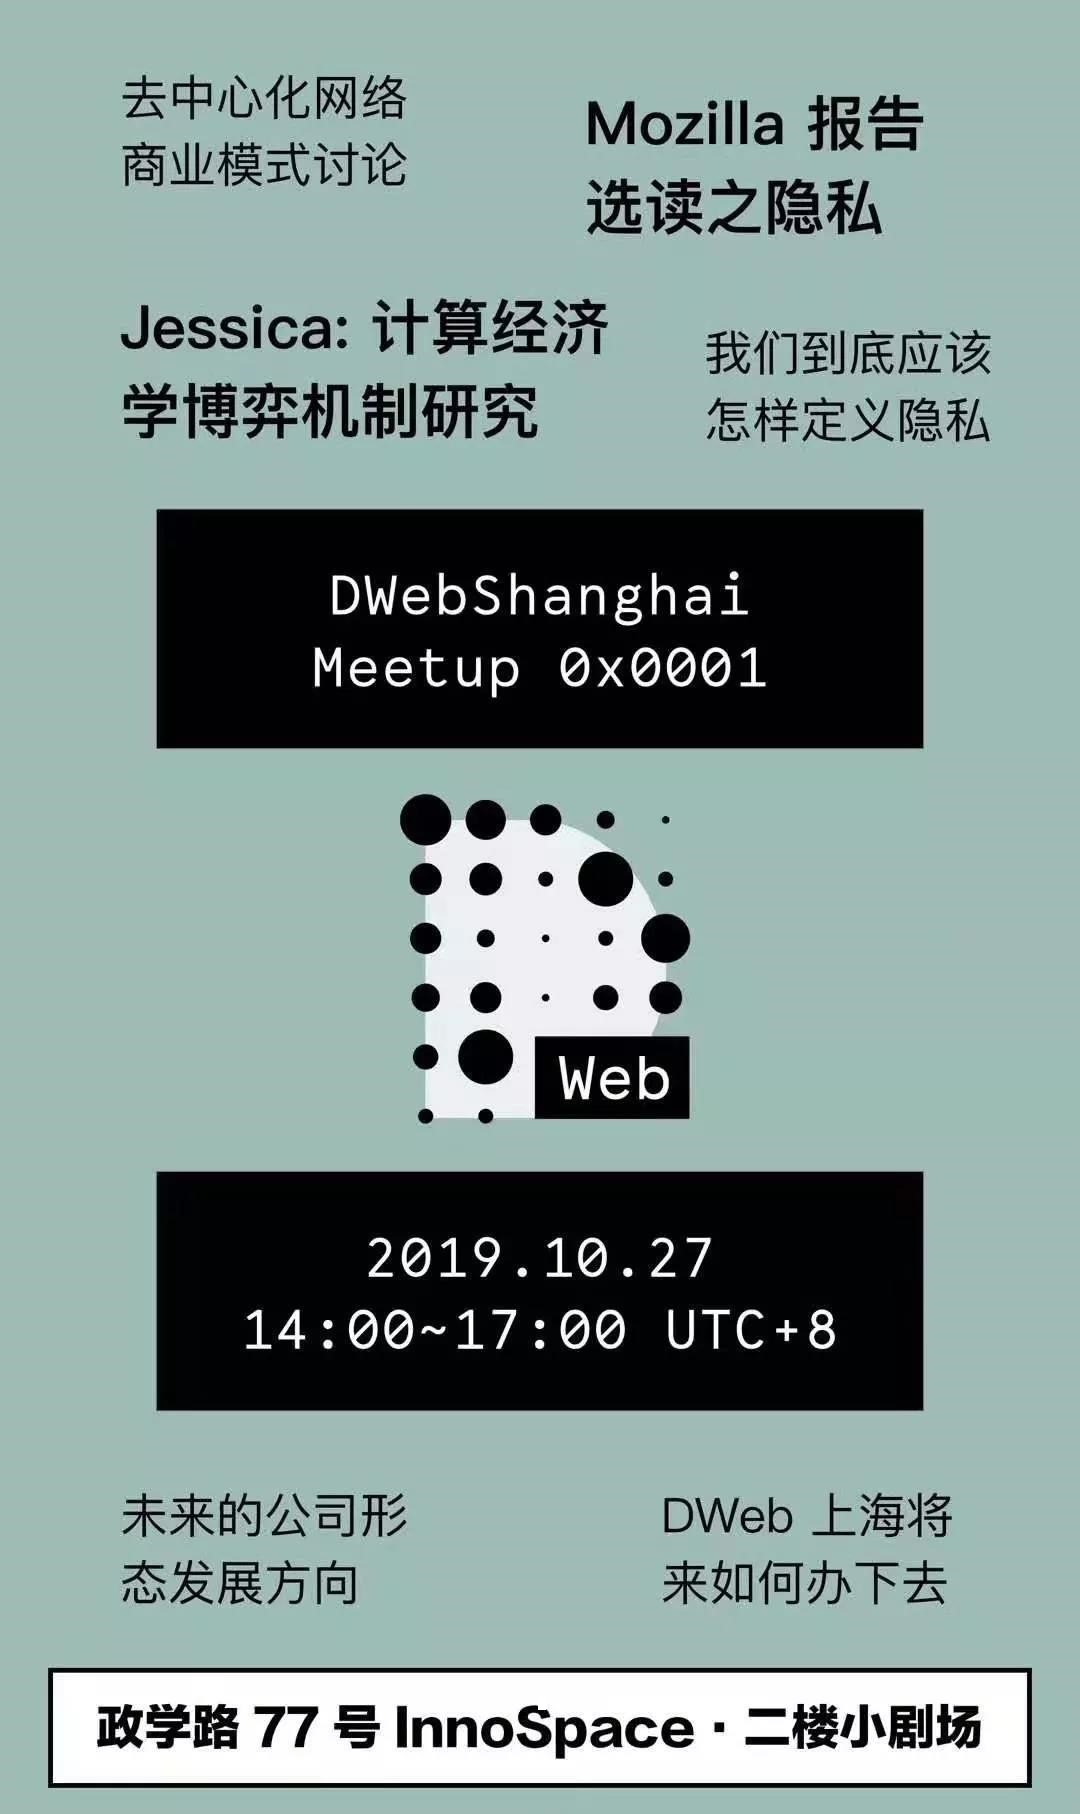 去中心化网络
商业模式讨论
Mozilla 报告
选读之隐私
Jessica: 计算经济
学博弈机制研究
我们到底应该
怎样定义隐私
DWebShanghai
Meetup 0x0001
Web
2019.10.27
14:00~17:00 UTC+8
未来的公司形
态发展方向
DWeb 上海将
来如何办下去
政学路 77 号 InnoSpace · 二楼小剧场